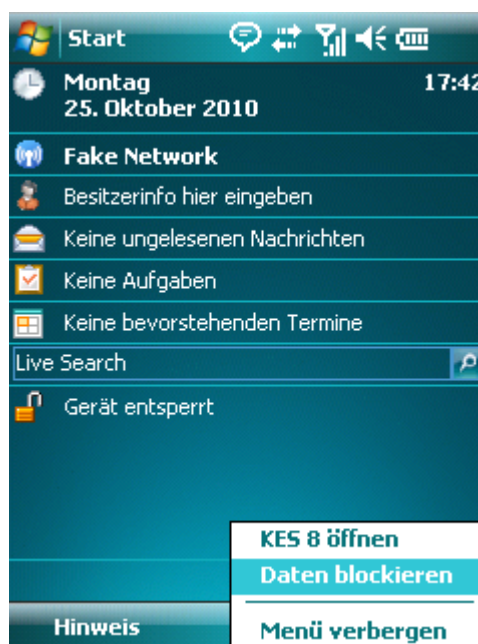 Start
Montag 17:42
25. Oktober 2010
Fake Network
Besitzerinfo hier eingeben
Keine ungelesenen Nachrichten
Keine Aufgaben
Keine bevorstehenden Termine
Live Search
Gerät entsperrt
KES 8 öffnen
Daten blockieren
Hinweis
Menü verbergen